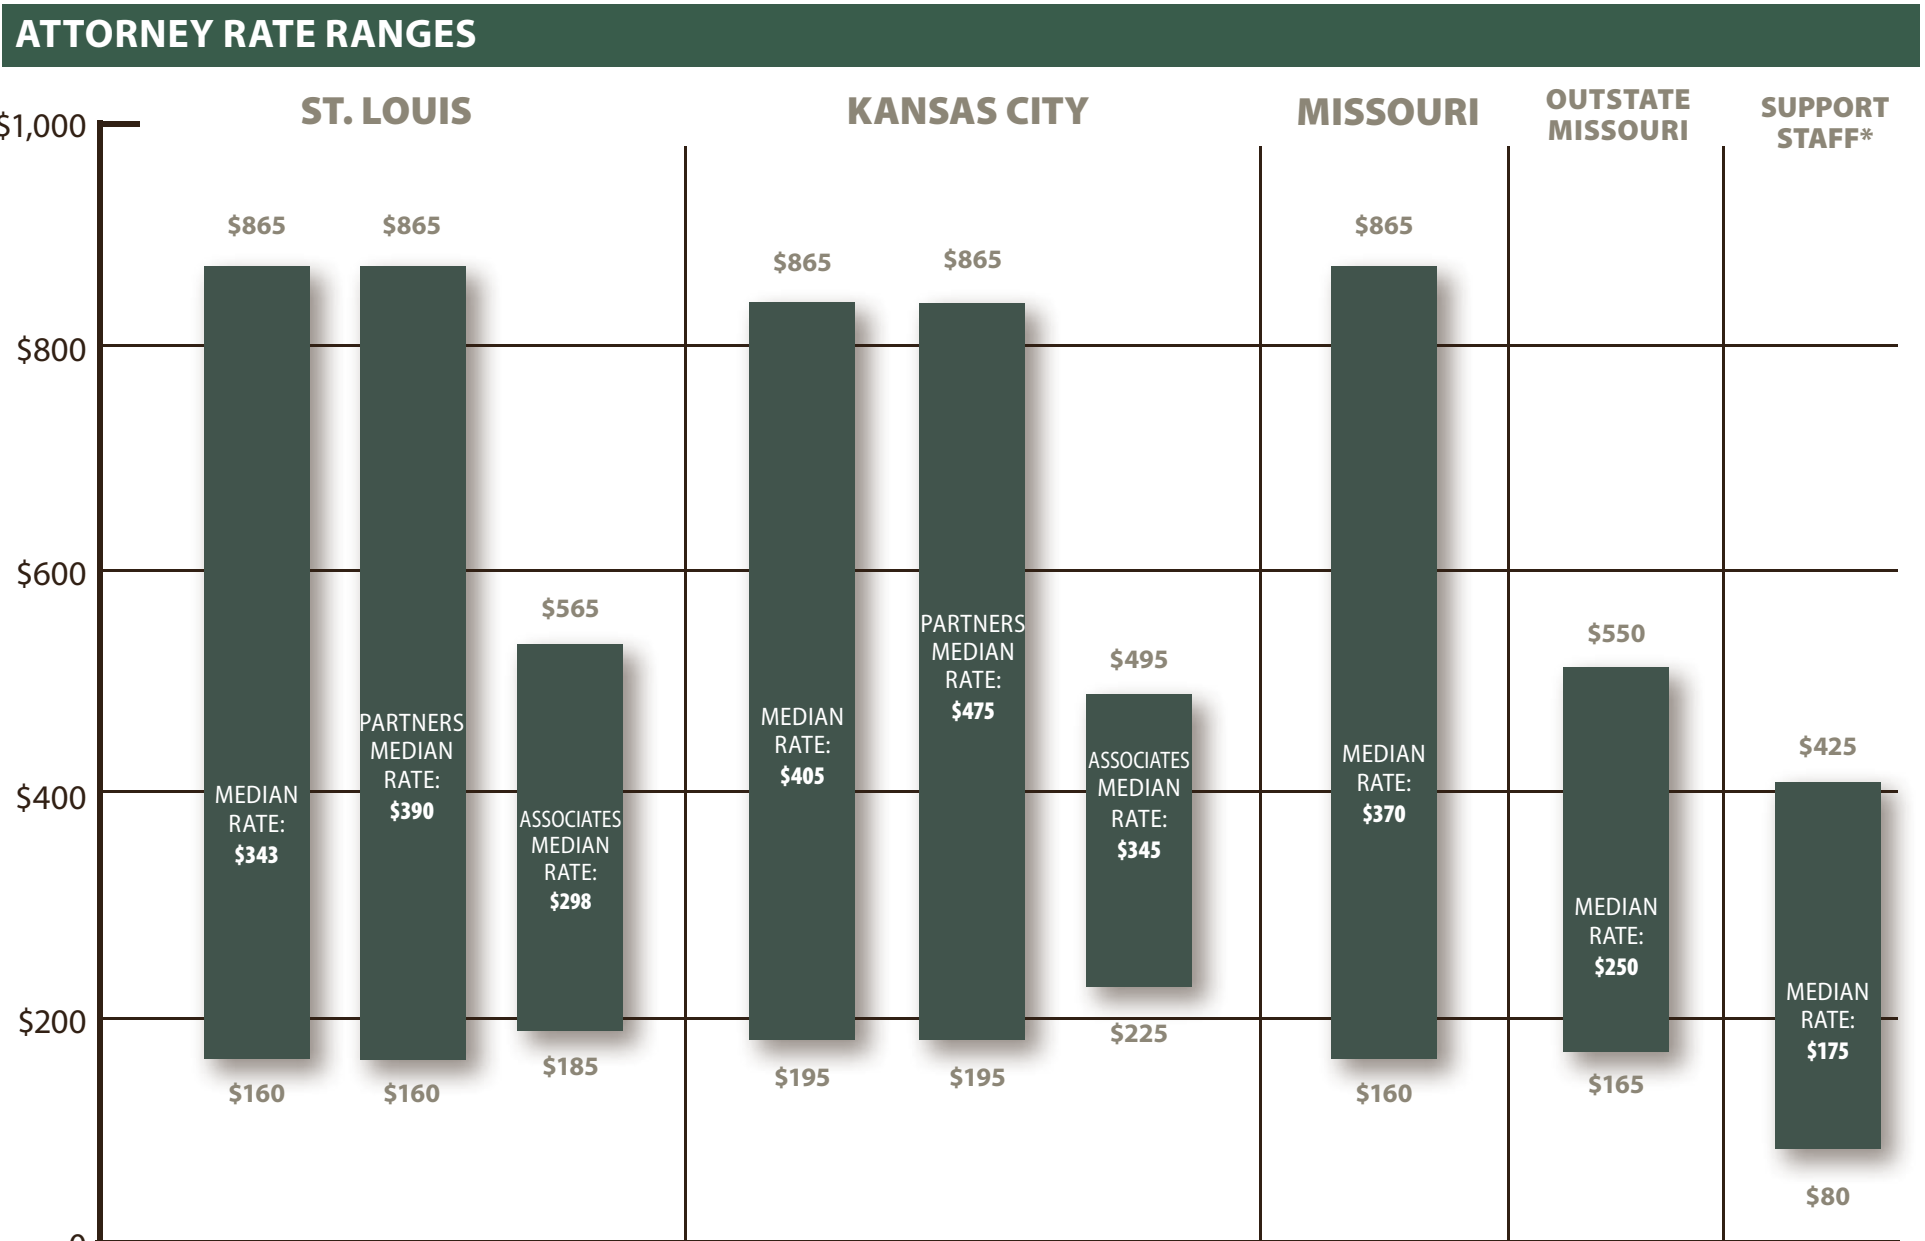 ATTORNEY RATE RANGES
ST. LOUIS
KANSAS CITY
MISSOURI
OUTSTATE
MISSOURI
SUPPORT
STAFF*
$1,000
$800
$600
$400
$200
0
$865
MEDIAN
RATE:
$343
$160
$865
PARTNERS
MEDIAN
RATE:
$390
$160
$565
ASSOCIATES
MEDIAN
RATE:
$298
$185
$865
MEDIAN
RATE:
$405
$195
$865
PARTNERS
MEDIAN
RATE:
$475
$195
$495
ASSOCIATES
MEDIAN
RATE:
$345
$225
$865
MEDIAN
RATE:
$370
$160
$550
MEDIAN
RATE:
$250
$165
$425
MEDIAN
RATE:
$175
$80